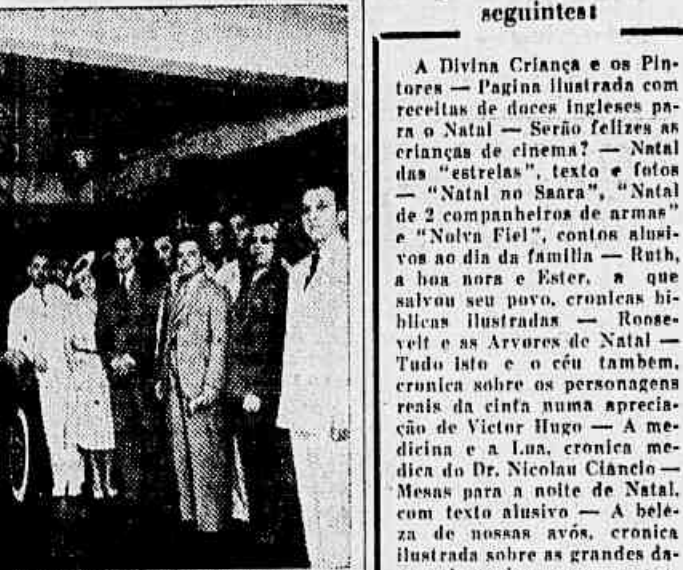 seguintes:
A Divina Criança e os Pin-
tores — Pagina ilustrada com
receitas de doces ingleses pa-
ra o Natal — Serão felizes as
crianças de cinema? — Natal
das "estrelas", texto e fotos
— "Natal no Saara", "Natal
de 2 companheiros de armas"
e "Noiva Fiel", contos alusi-
vos ao dia da familia — Ruth,
a boa nora e Ester, a que
salvou seu povo, cronicas bi-
blicas ilustradas — Roose-
velt e as Arvores de Natal —
Tudo isto e o céu tambem,
cronica sobre os personagens
reais da cinta numa aprecia-
ção de Victor Hugo — A me-
dicina e a Lua, cronica me-
dica do Dr. Nicolau Ciancio —
Mesas para a noite de Natal,
com texto alusivo — A belé-
za de nossas avós, cronica
ilustrada sobre as grandes da-